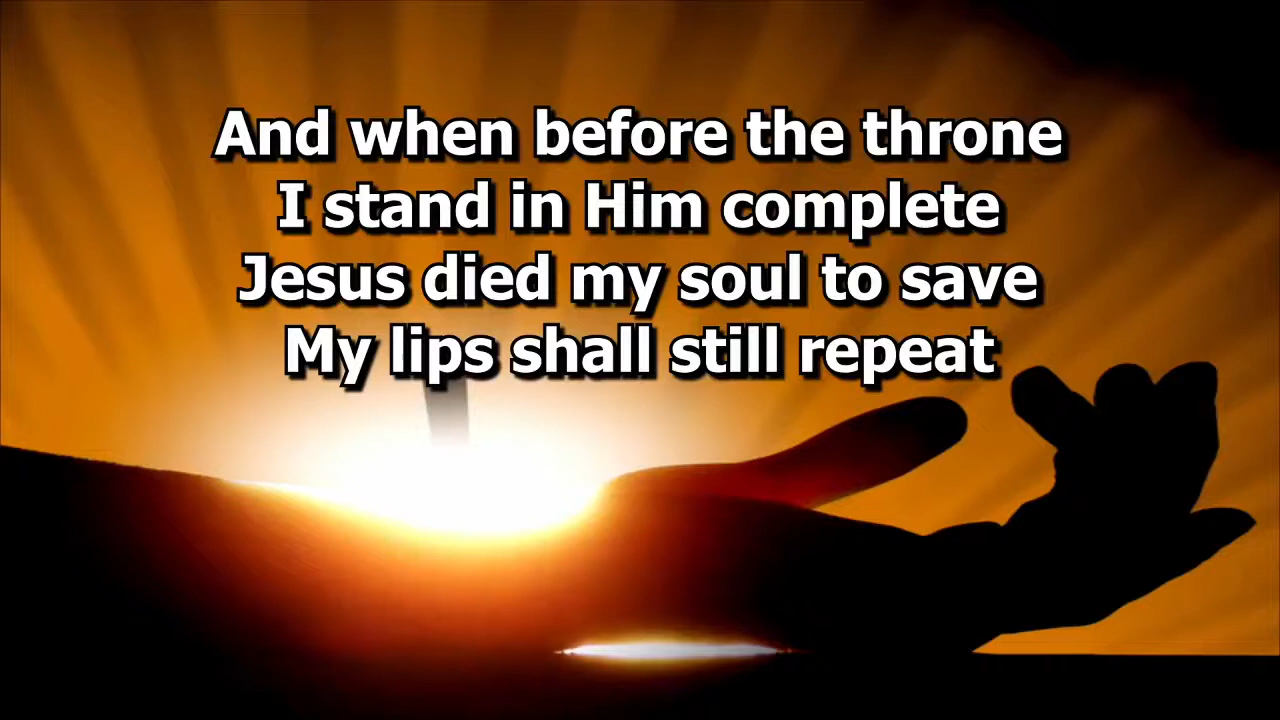 And when before the throne
I stand in Him complete
Jesus died my soul to save
My lips shall still repeat